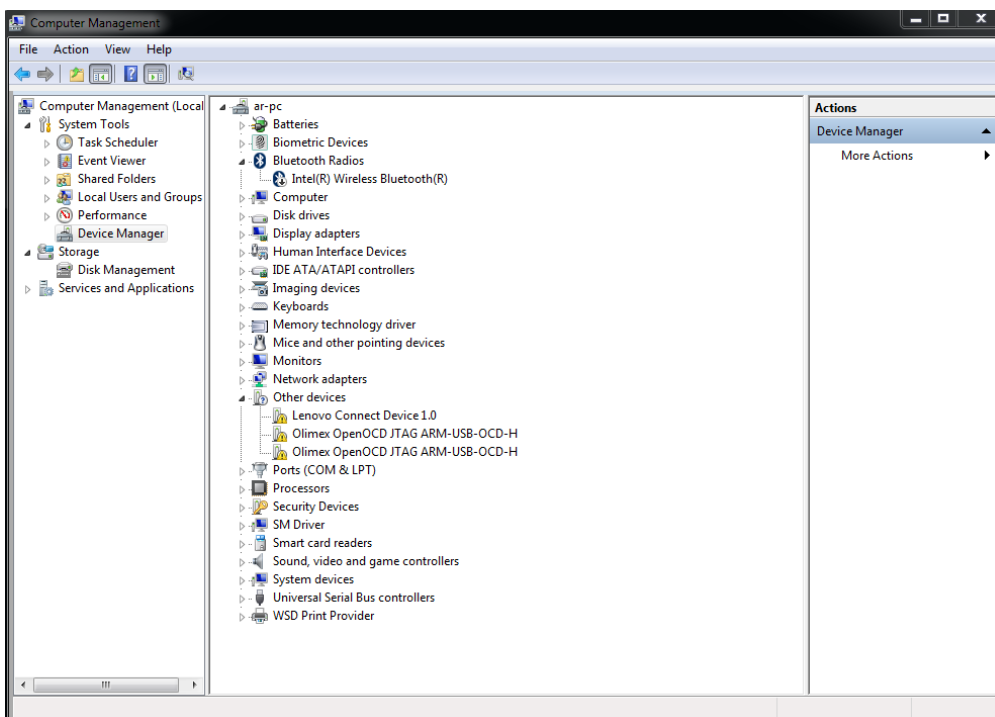 Computer Management
File Action View Help
Computer Management (Local
System Tools
Task Scheduler
Event Viewer
Shared Folders
Local Users and Groups
Performance
Device Manager
Storage
Disk Management
Services and Applications
ar-pc
Batteries
Biometric Devices
Bluetooth Radios
Intel(R) Wireless Bluetooth(R)
Computer
Disk drives
Display adapters
Human Interface Devices
IDE ATA/ATAPI controllers
Imaging devices
Keyboards
Memory technology driver
Mice and other pointing devices
Monitors
Network adapters
Other devices
Lenovo Connect Device 1.0
Olimex OpenOCD JTAG ARM-USB-OCD-H
Olimex OpenOCD JTAG ARM-USB-OCD-H
Ports (COM & LPT)
Processors
Security Devices
SM Driver
Smart card readers
Sound, video and game controllers
System devices
Universal Serial Bus controllers
WSD Print Provider
Actions
Device Manager
More Actions